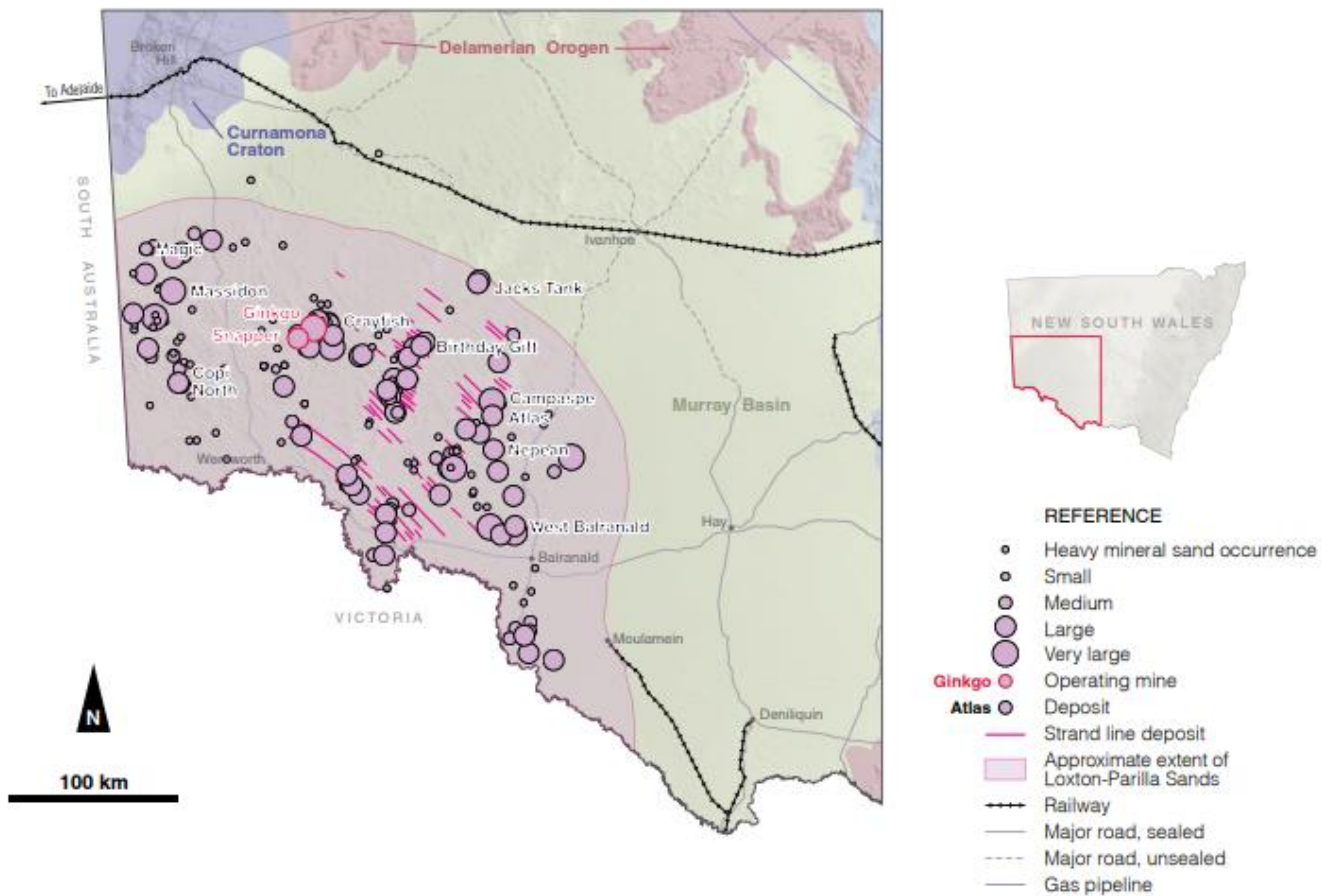 Broken
Hill
Delamerian Orogen
To Adelaide
Curnamona
Craton
SOUTH AUSTRALIA
Ivanhoe
Magic
Massidon
Jacks Tank
Ginkgo
Crayfish
Snapper
Birthday Gift
Copi
North
Campaspe
Atlas
Murray Basin
Nepean
Wentworth
West Balranald
Hay
Balranald
VICTORIA
Moulamein
Deniliquin
N
100 km
NEW SOUTH WALES
REFERENCE
Heavy mineral sand occurrence
Small
Medium
Large
Very large
Ginkgo Operating mine
Atlas Deposit
Strand line deposit
Approximate extent of
Loxton-Parilla Sands
Railway
Major road, sealed
Major road, unsealed
Gas pipeline